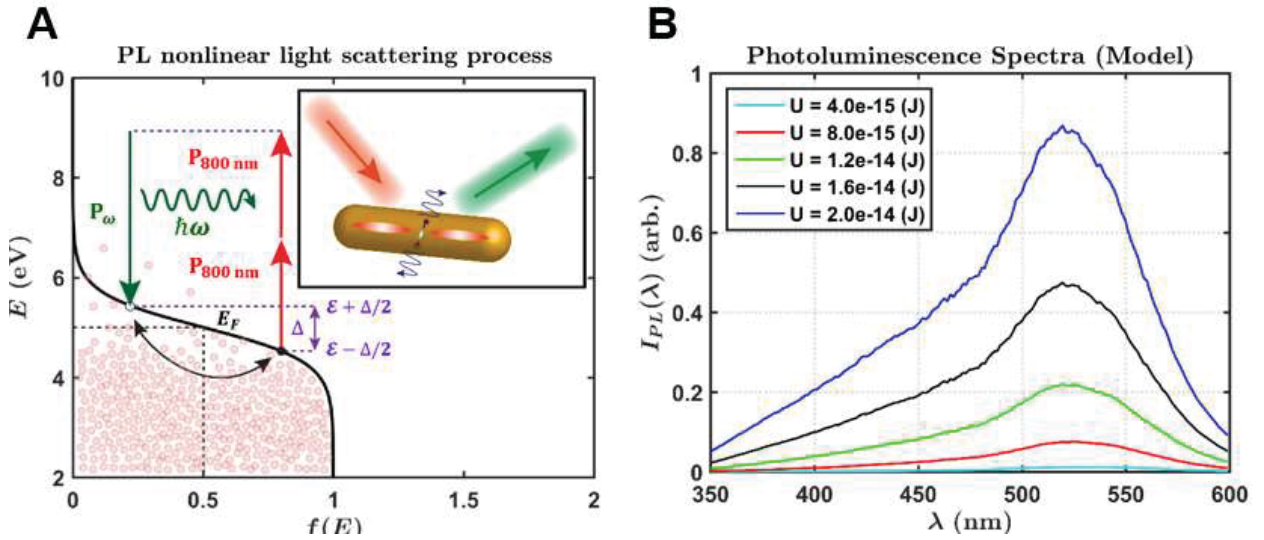 A
PL nonlinear light scattering process
10
8
6
4
2
E (eV)
0
0.5
1
1.5
2
f(E)
P800 nm
P800 nm
Pω
ℏω
EF
Δ
ℰ + Δ/2
ℰ − Δ/2
B
Photoluminescence Spectra (Model)
1
0.8
0.6
0.4
0.2
0
IPL(λ) (arb.)
U = 4.0e-15 (J)
U = 8.0e-15 (J)
U = 1.2e-14 (J)
U = 1.6e-14 (J)
U = 2.0e-14 (J)
350
400
450
500
550
600
λ (nm)